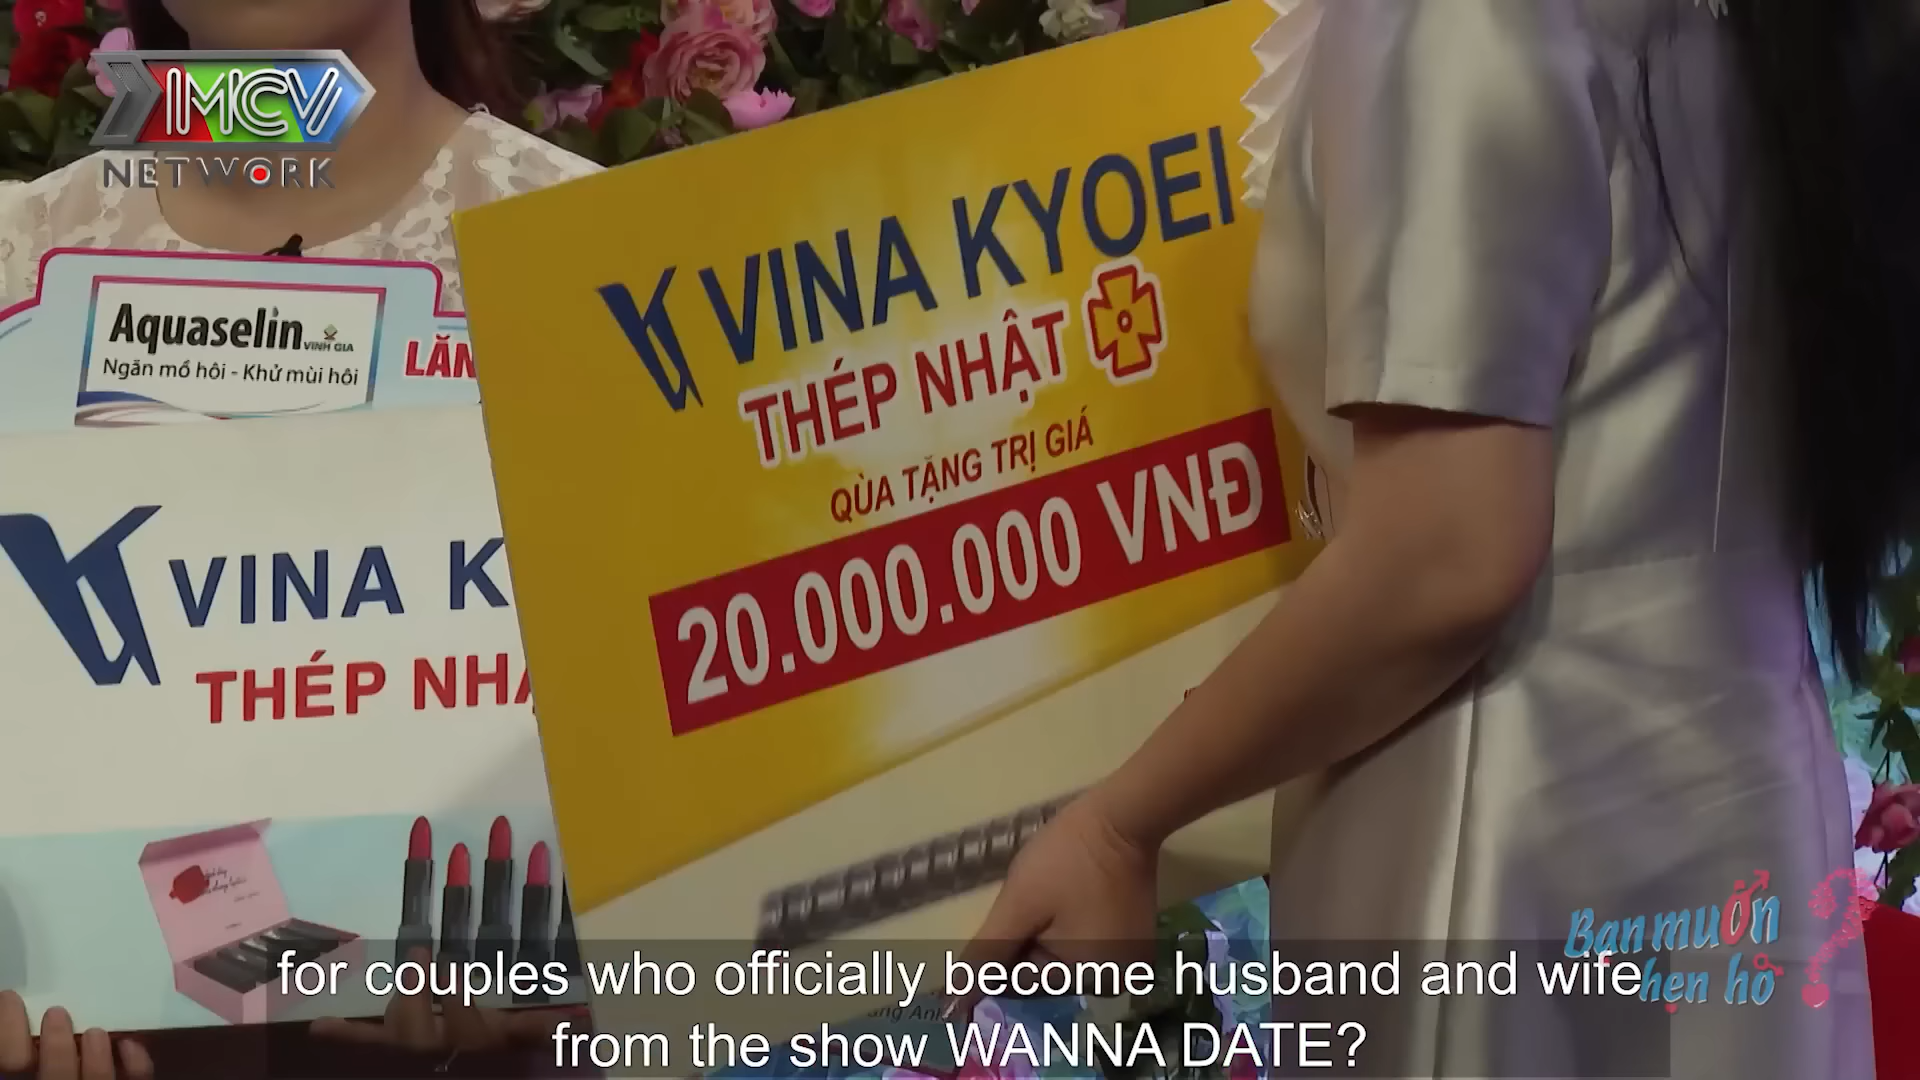 MCV
NETWORK
Aquaselin
VINH GIA
Ngăn mồ hôi - Khử mùi hôi
LĂN
VINA K
THÉP NHẬ
VINA KYOEI
THÉP NHẬT
QÙA TẶNG TRỊ GIÁ
20.000.000 VNĐ
Bạn muốn
hẹn hò
for couples who officially become husband and wife
from the show WANNA DATE?